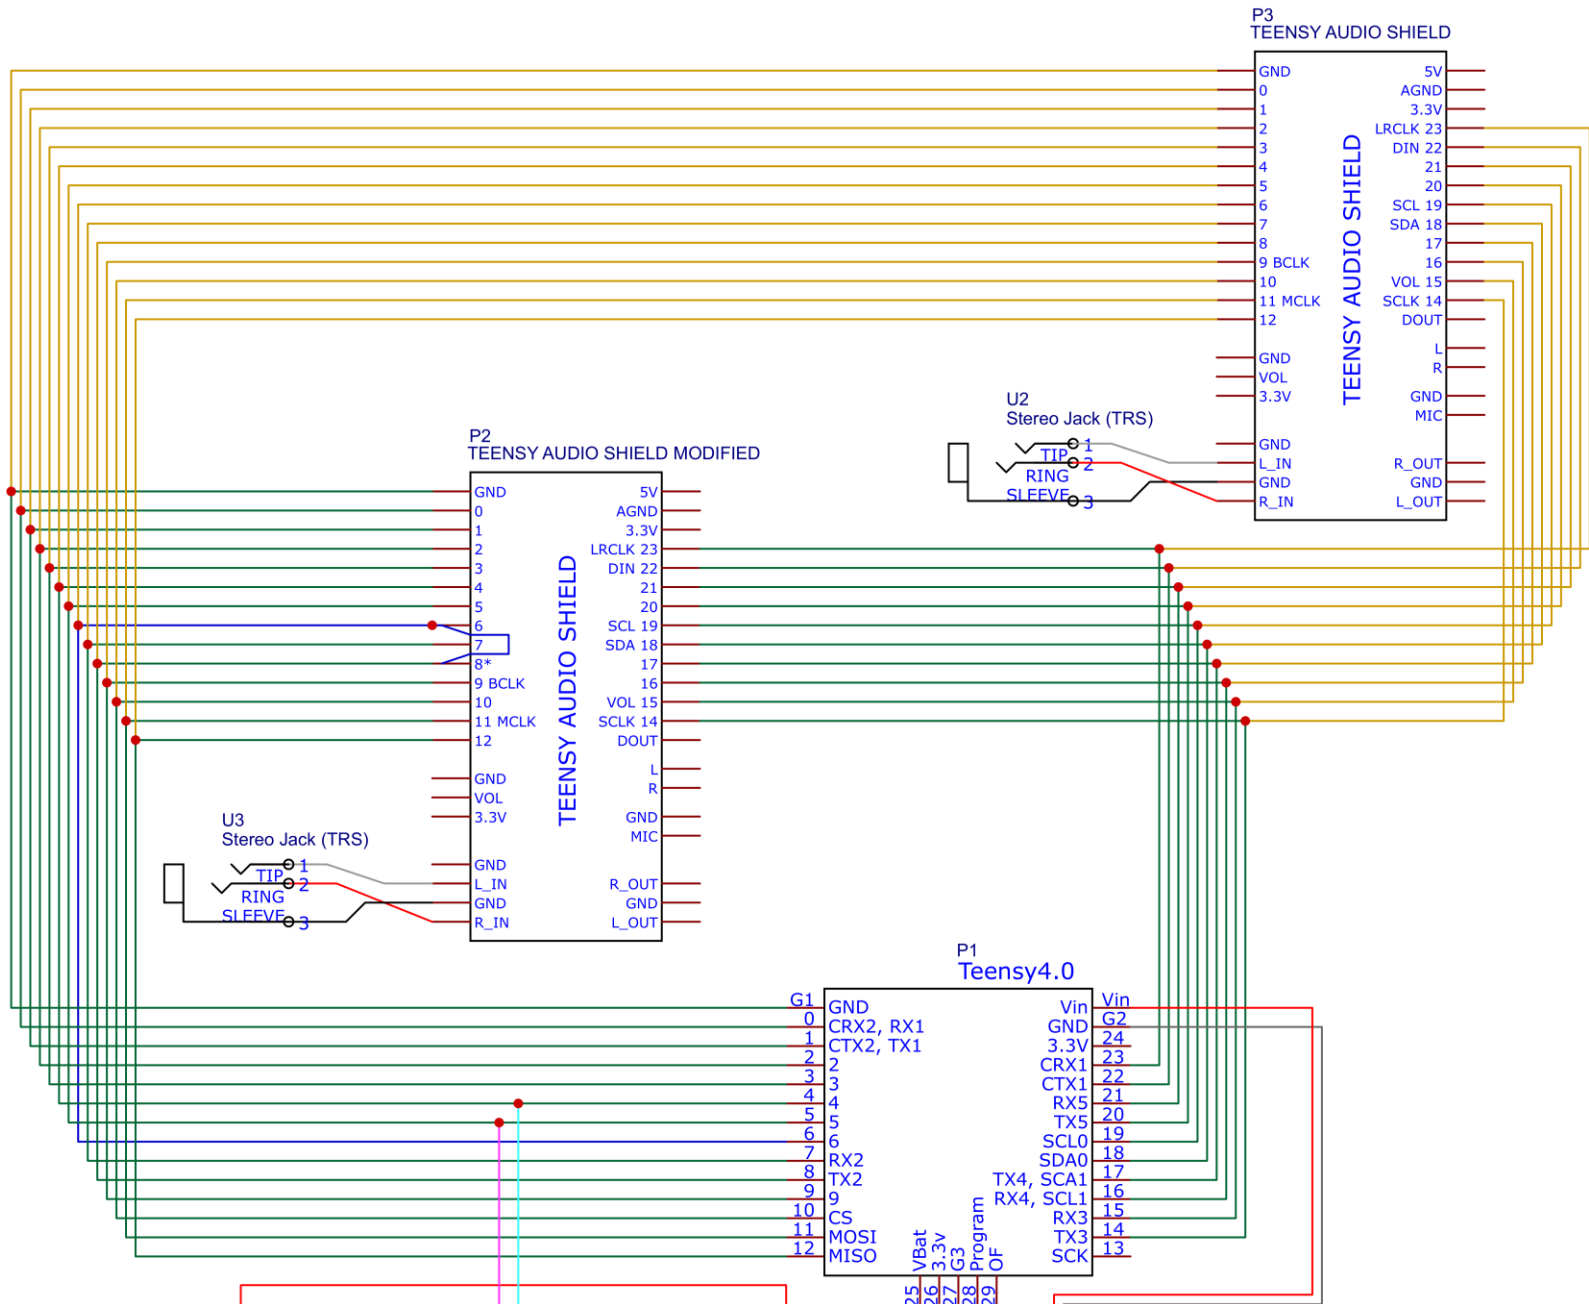 P3
TEENSY AUDIO SHIELD
GND 5V
0 AGND
1 3.3V
2 LRCLK 23
3 DIN 22
4 21
5 20
6 SCL 19
7 SDA 18
8 17
9 BCLK 16
10 VOL 15
11 MCLK SCLK 14
12 DOUT
L
GND R
VOL
3.3V GND
MIC
GND
L_IN R_OUT
GND GND
R_IN L_OUT
TEENSY AUDIO SHIELD
U2
Stereo Jack (TRS)
1
TIP 2
RING
SLEEVE 3
P2
TEENSY AUDIO SHIELD MODIFIED
GND 5V
0 AGND
1 3.3V
2 LRCLK 23
3 DIN 22
4 21
5 20
6 SCL 19
7 SDA 18
8* 17
9 BCLK 16
10 VOL 15
11 MCLK SCLK 14
12 DOUT
L
GND R
VOL
3.3V GND
MIC
GND
L_IN R_OUT
GND GND
R_IN L_OUT
TEENSY AUDIO SHIELD
U3
Stereo Jack (TRS)
1
TIP 2
RING
SLEEVE 3
P1
Teensy4.0
G1 GND Vin Vin
0 CRX2, RX1 GND G2
1 CTX2, TX1 3.3V 24
2 2 CRX1 23
3 3 CTX1 22
4 4 RX5 21
5 5 TX5 20
6 6 SCL0 19
7 RX2 SDA0 18
8 TX2 TX4, SCA1 17
9 9 RX4, SCL1 16
10 CS RX3 15
11 MOSI TX3 14
12 MISO SCK 13
VBat
3.3v
G3
Program
OF
25
26
27
28
29